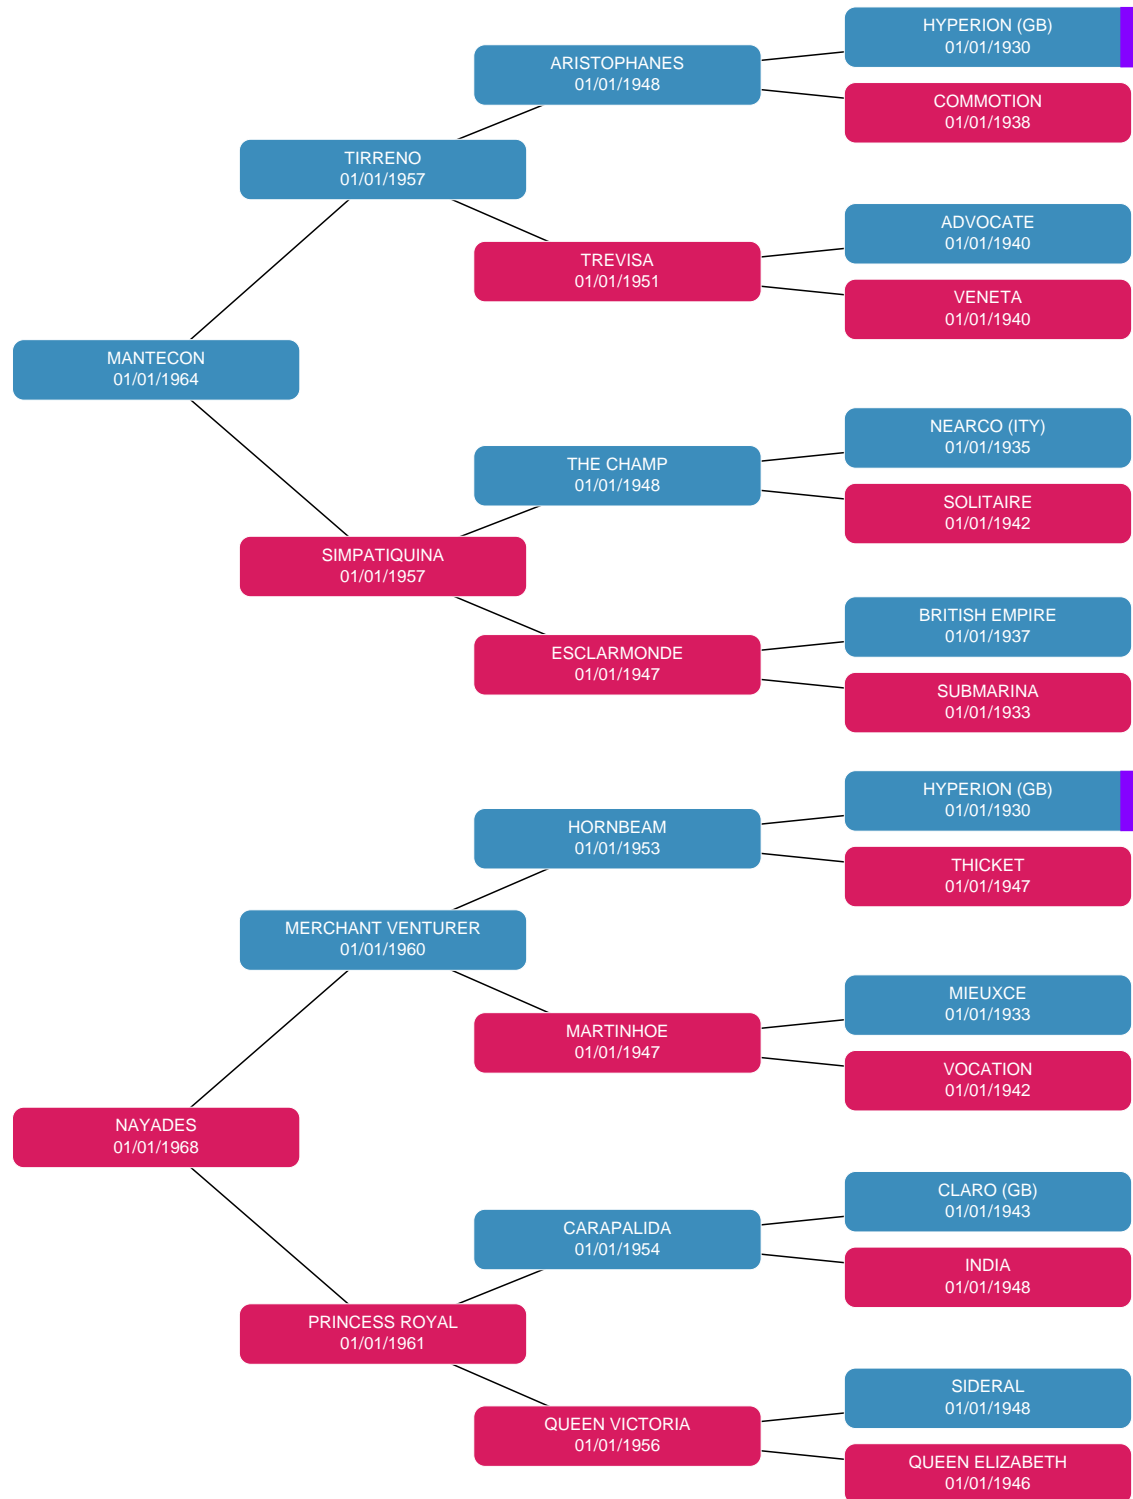 HYPERION (GB)
01/01/1930
ARISTOPHANES
01/01/1948
COMMOTION
01/01/1938
TIRRENO
01/01/1957
ADVOCATE
01/01/1940
TREVISA
01/01/1951
VENETA
01/01/1940
MANTECON
01/01/1964
NEARCO (ITY)
01/01/1935
THE CHAMP
01/01/1948
SOLITAIRE
01/01/1942
SIMPATIQUINA
01/01/1957
BRITISH EMPIRE
01/01/1937
ESCLARMONDE
01/01/1947
SUBMARINA
01/01/1933
HYPERION (GB)
01/01/1930
HORNBEAM
01/01/1953
THICKET
01/01/1947
MERCHANT VENTURER
01/01/1960
MIEUXCE
01/01/1933
MARTINHOE
01/01/1947
VOCATION
01/01/1942
NAYADES
01/01/1968
CLARO (GB)
01/01/1943
CARAPALIDA
01/01/1954
INDIA
01/01/1948
PRINCESS ROYAL
01/01/1961
SIDERAL
01/01/1948
QUEEN VICTORIA
01/01/1956
QUEEN ELIZABETH
01/01/1946